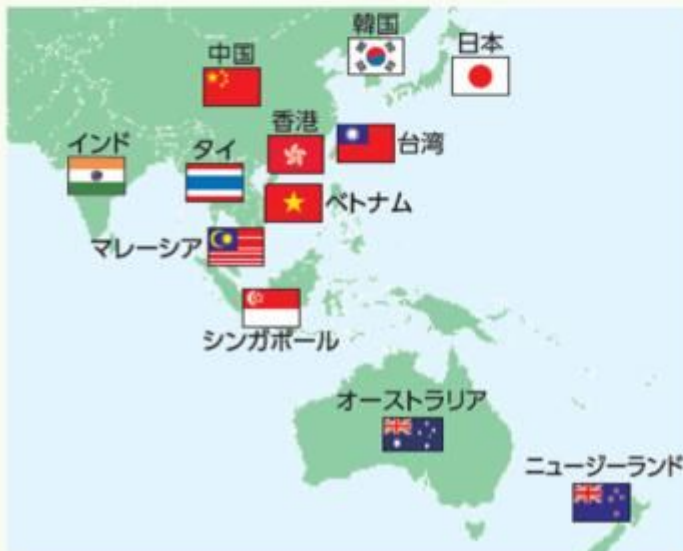 韓国
日本
中国
香港
台湾
インド
タイ
ベトナム
マレーシア
シンガポール
オーストラリア
ニュージーランド